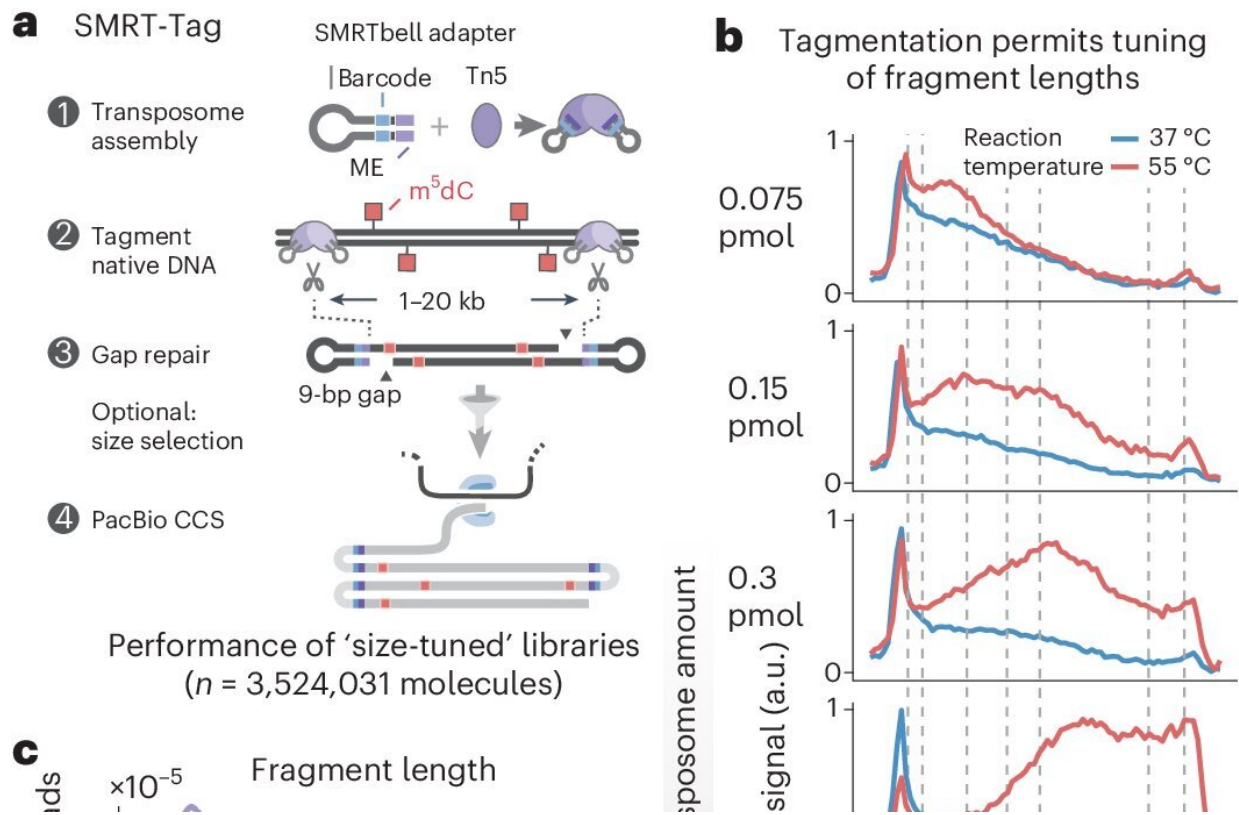 a SMRT-Tag
SMRTbell adapter
Barcode
Tn5
1 Transposome
assembly
+
ME
m⁵dC
2 Tagment
native DNA
1–20 kb
3 Gap repair
9-bp gap
Optional:
size selection
4 PacBio CCS
Performance of ‘size-tuned’ libraries
(n = 3,524,031 molecules)
b Tagmentation permits tuning
of fragment lengths
Reaction
temperature
37 °C
55 °C
0.075
pmol
1
0
0.15
pmol
1
0
0.3
pmol
1
0
1
signal (a.u.)
amount
c
×10⁻⁵
Fragment length